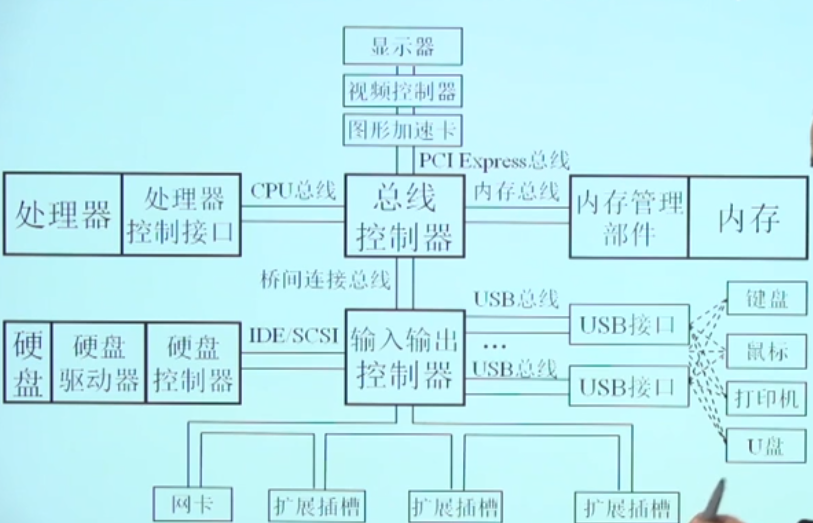 显示器
视频控制器
图形加速卡
PCI Express总线
处理器
处理器
控制接口
CPU总线
总线
控制器
内存总线
内存管理
部件
内存
桥间连接总线
硬
盘
硬盘
驱动器
硬盘
控制器
IDE/SCSI
输入输出
控制器
USB总线
USB接口
...
USB总线
USB接口
键盘
鼠标
打印机
U盘
网卡
扩展插槽
扩展插槽
扩展插槽